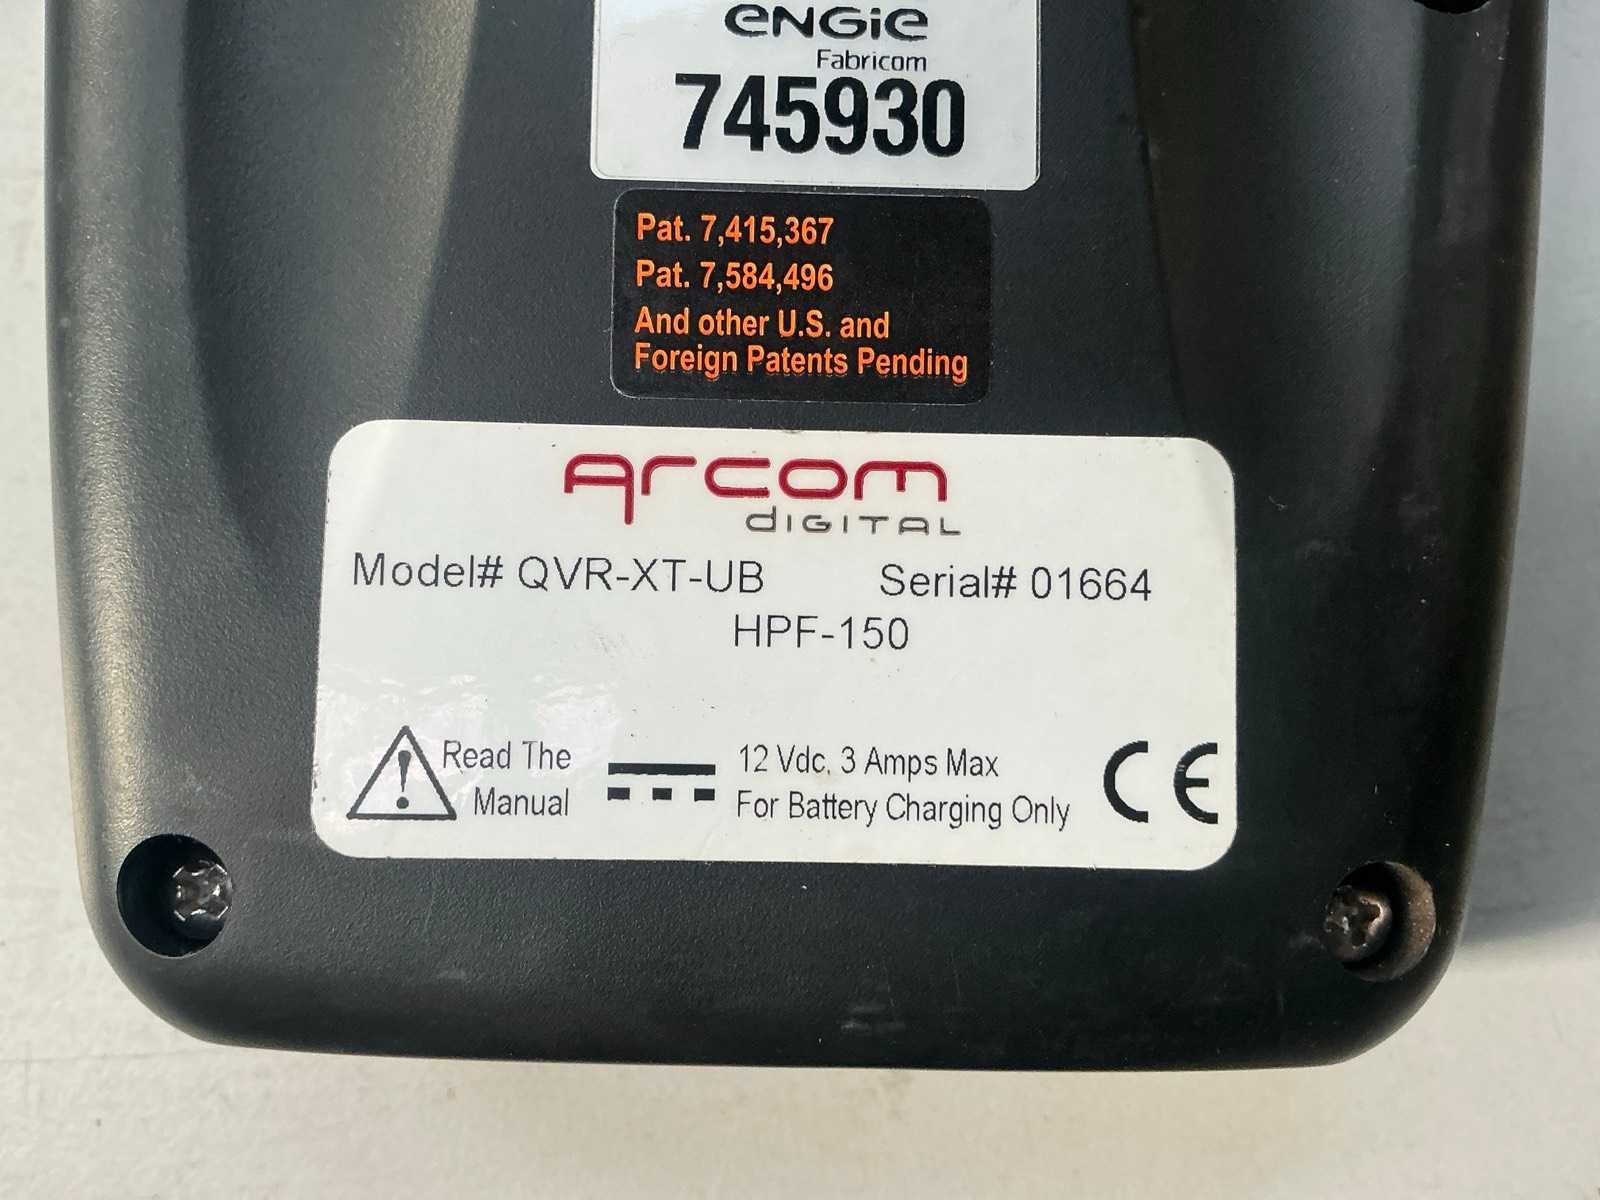 eNGie
Fabricom
745930
Pat. 7,415,367
Pat. 7,584,496
And other U.S. and
Foreign Patents Pending
arcom
dIGITAL
Model# QVR-XT-UB Serial# 01664
HPF-150
Read The
Manual
12 Vdc, 3 Amps Max
For Battery Charging Only
CE